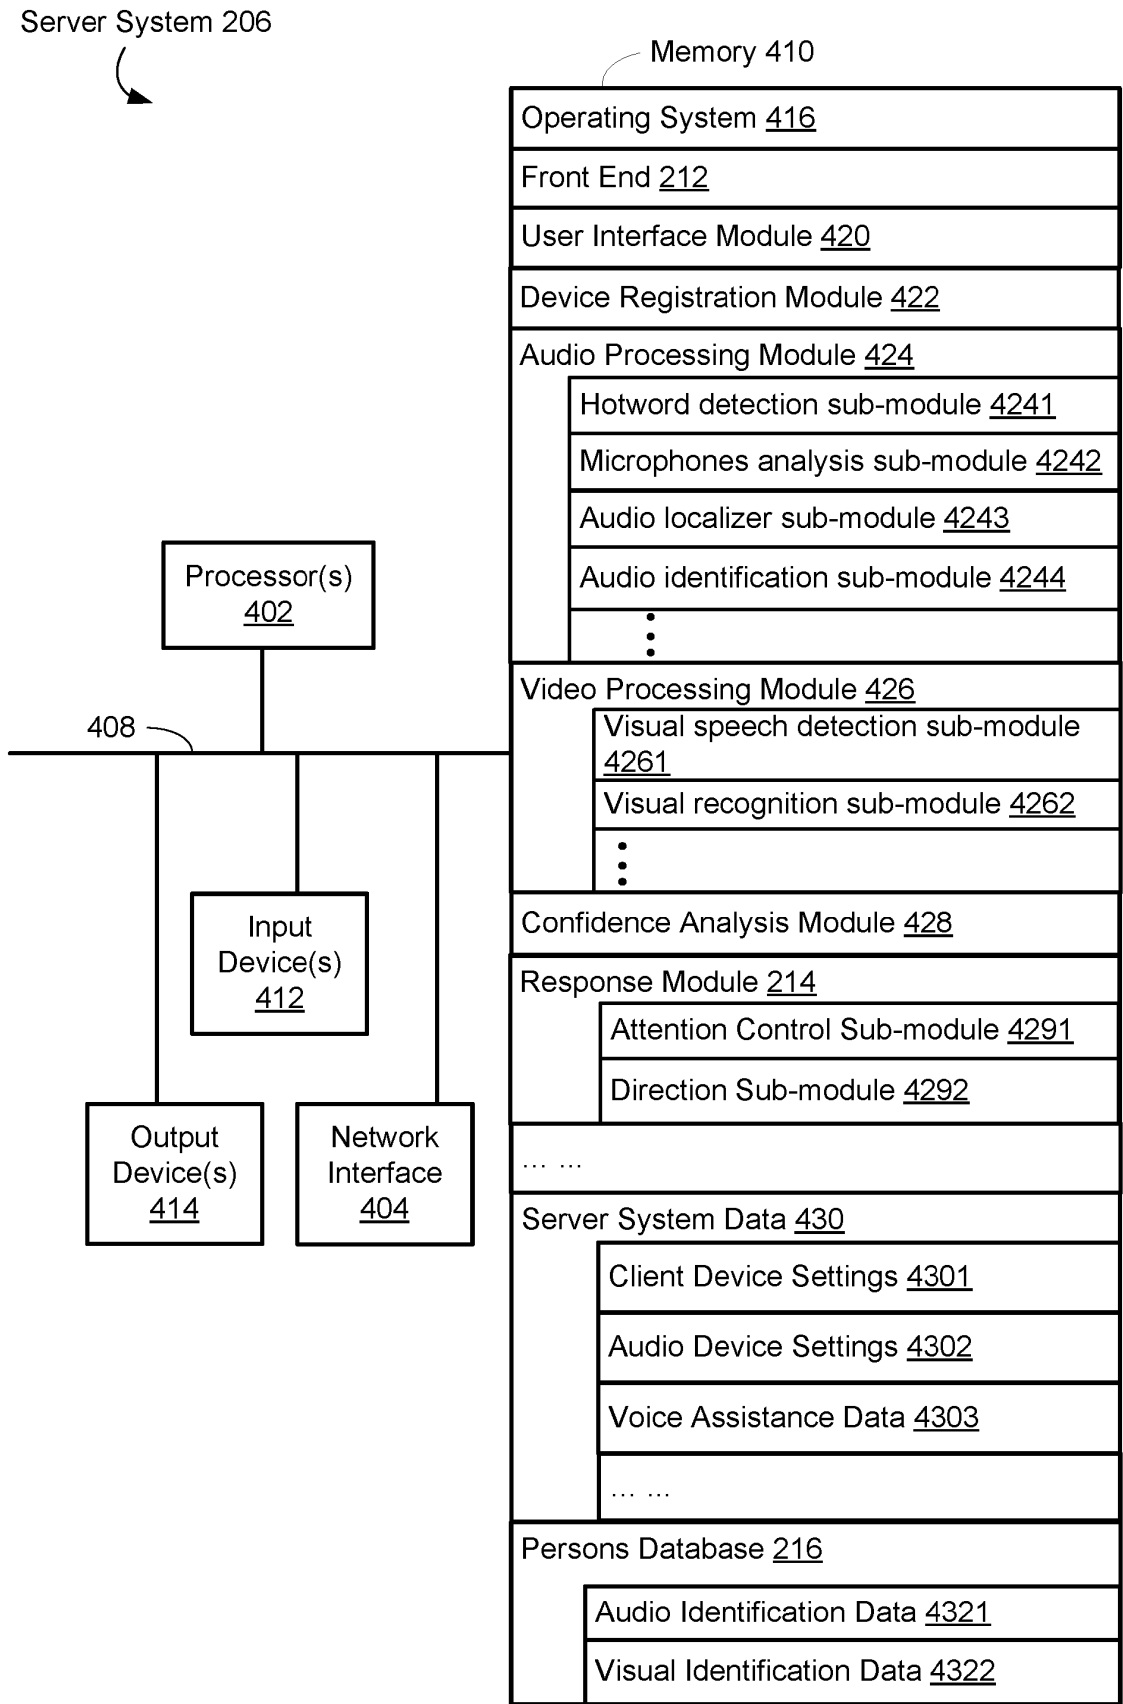 Server System 206
Memory 410
Operating System 416
Front End 212
User Interface Module 420
Device Registration Module 422
Audio Processing Module 424
Hotword detection sub-module 4241
Microphones analysis sub-module 4242
Audio localizer sub-module 4243
Audio identification sub-module 4244
Video Processing Module 426
Visual speech detection sub-module
4261
Visual recognition sub-module 4262
Confidence Analysis Module 428
Response Module 214
Attention Control Sub-module 4291
Direction Sub-module 4292
... ...
Server System Data 430
Client Device Settings 4301
Audio Device Settings 4302
Voice Assistance Data 4303
... ...
Persons Database 216
Audio Identification Data 4321
Visual Identification Data 4322
Processor(s)
402
408
Input
Device(s)
412
Output
Device(s)
414
Network
Interface
404